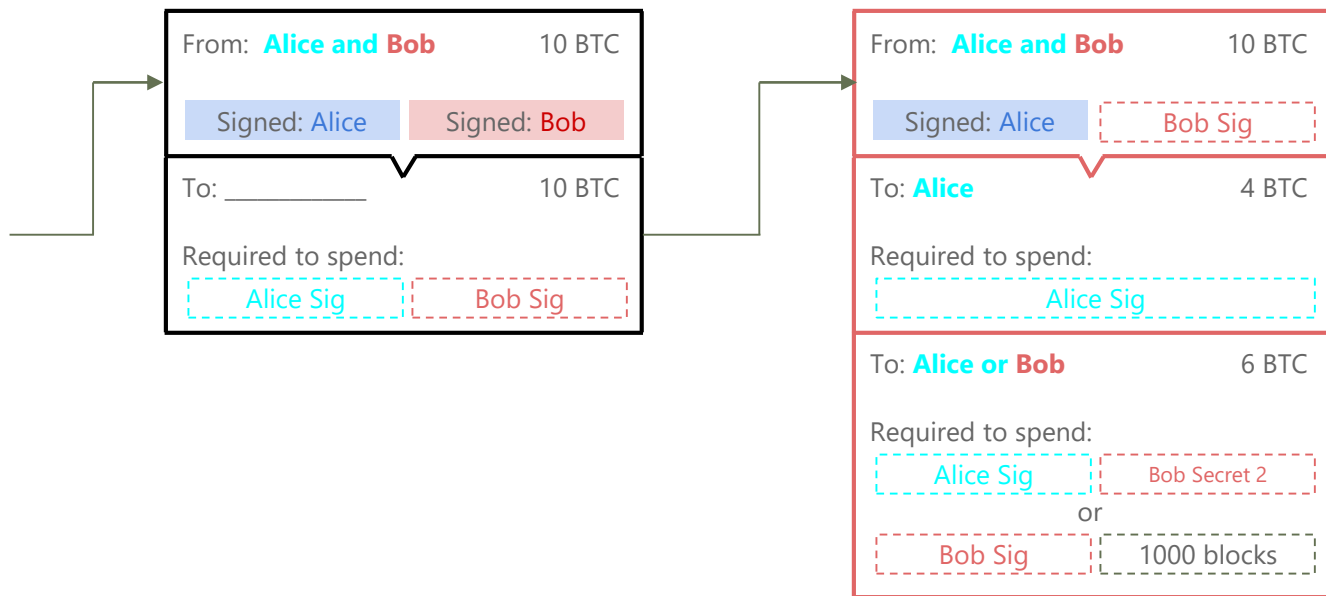 From: Alice and Bob 10 BTC
Signed: Alice Signed: Bob
To: ____________ 10 BTC
Required to spend:
Alice Sig Bob Sig
From: Alice and Bob 10 BTC
Signed: Alice Bob Sig
To: Alice 4 BTC
Required to spend:
Alice Sig
To: Alice or Bob 6 BTC
Required to spend:
Alice Sig Bob Secret 2
or
Bob Sig 1000 blocks